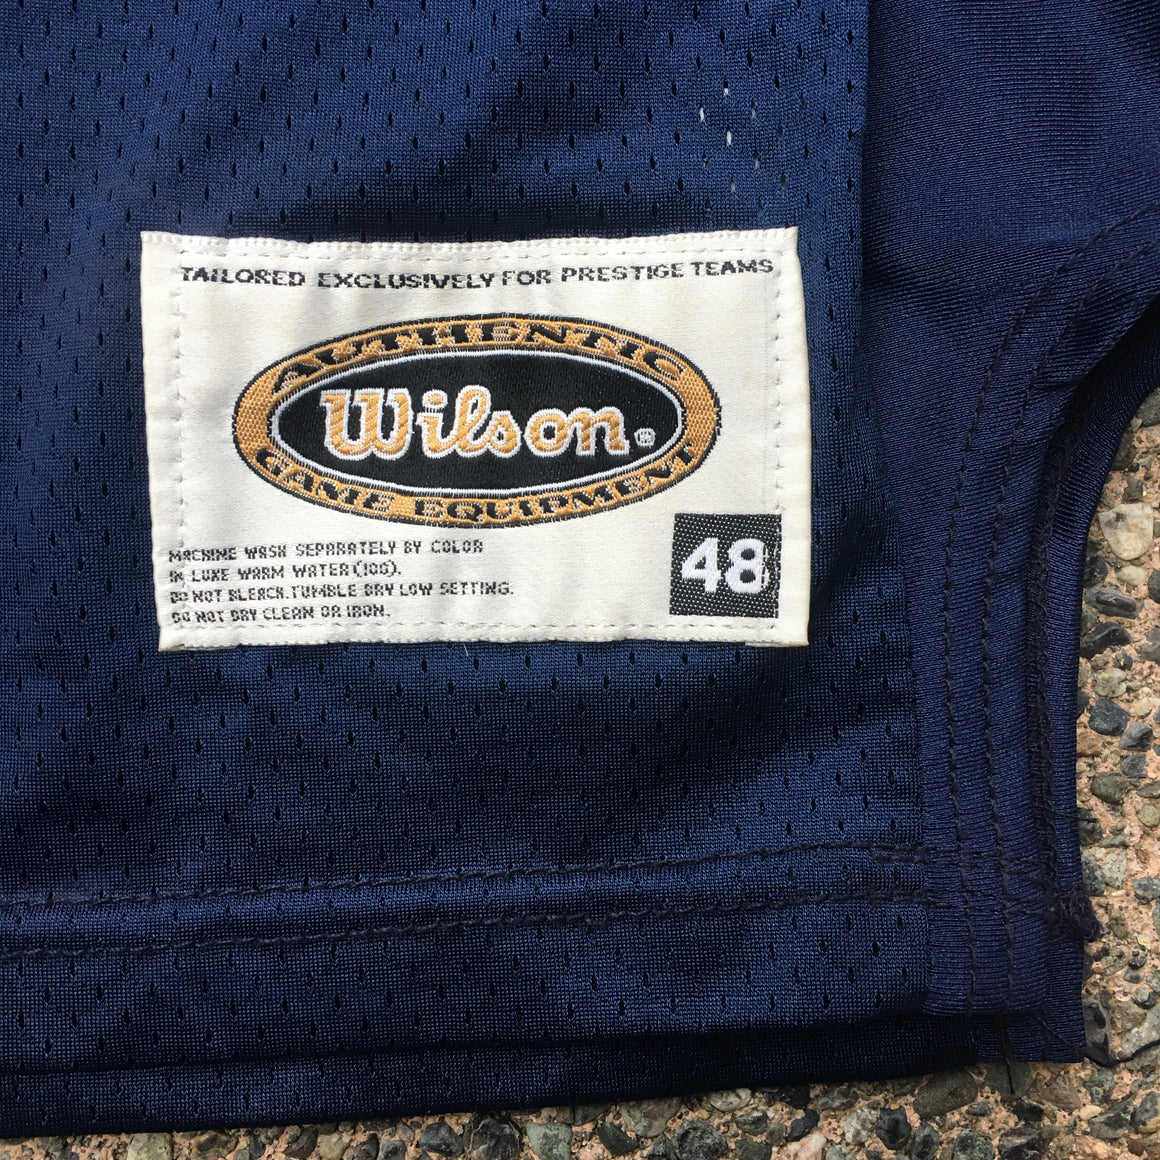 TAILORED EXCLUSIVELY FOR PRESTIGE TEAMS
AUTHENTIC
Wilson®
GAME EQUIPMENT
MACHINE WASH SEPARATELY BY COLOR
IN LUKE WARM WATER(100).
DO NOT BLEACH.TUMBLE DRY LOW SETTING.
DO NOT DRY CLEAN OR IRON.
48